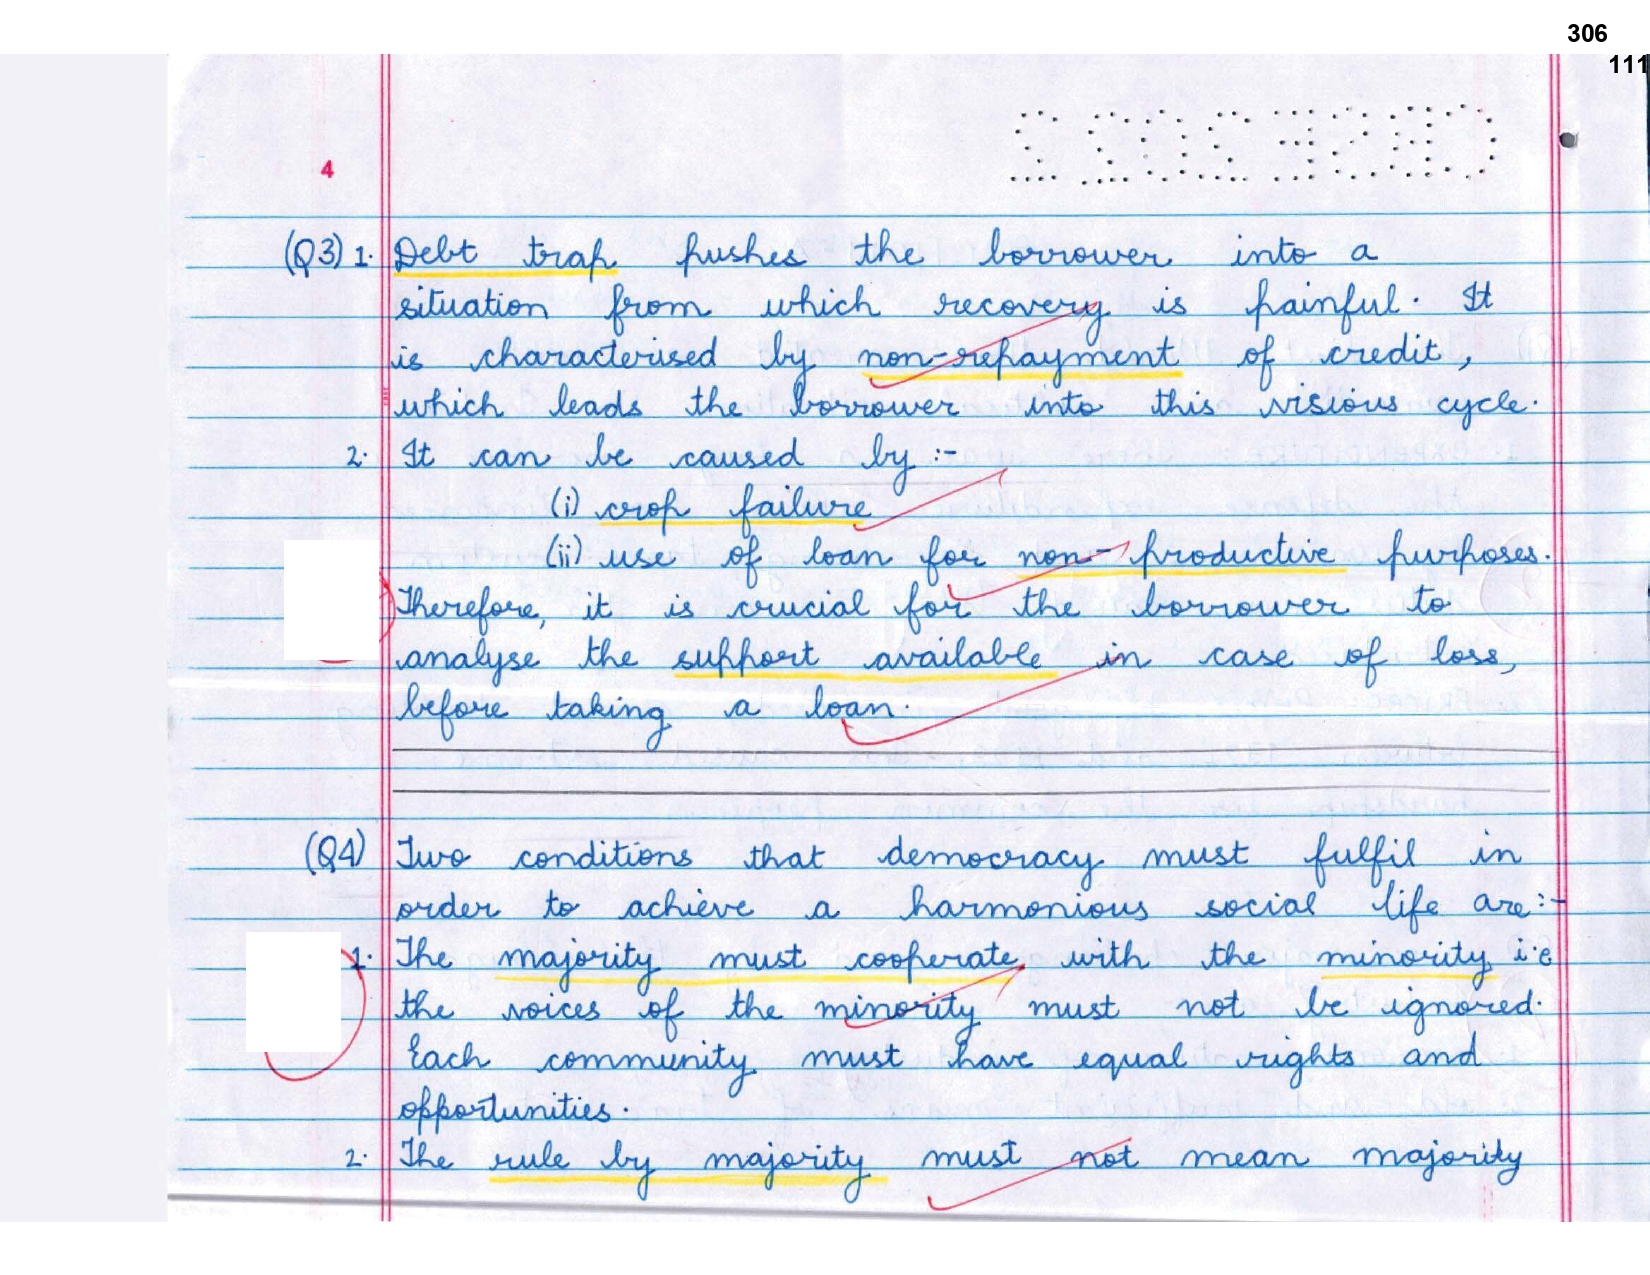 306
111
CBSE2022
4
(Q3) 1. Debt trap pushes the borrower into a
situation from which recovery is painful. It
is characterised by non-repayment of credit,
which leads the borrower into this visious cycle.
2. It can be caused by :-
(i) crop failure
(ii) use of loan for non-productive purposes.
Therefore, it is crucial for the borrower to
analyse the support available in case of loss,
before taking a loan.
(Q4) Two conditions that democracy must fulfil in
order to achieve a harmonious social life are:-
1. The majority must cooperate with the minority i.e
the voices of the minority must not be ignored.
Each community must have equal rights and
opportunities.
2. The rule by majority must not mean majority